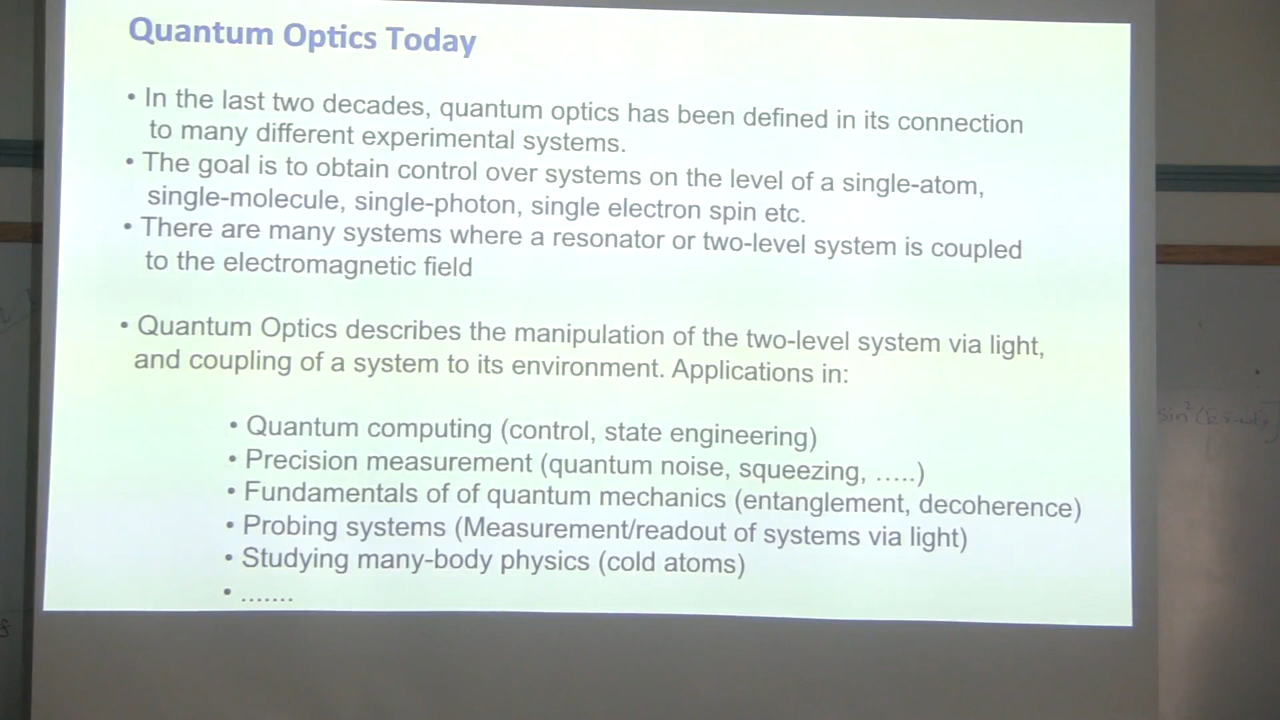 Quantum Optics Today
• In the last two decades, quantum optics has been defined in its connection
to many different experimental systems.
• The goal is to obtain control over systems on the level of a single-atom,
single-molecule, single-photon, single electron spin etc.
• There are many systems where a resonator or two-level system is coupled
to the electromagnetic field
• Quantum Optics describes the manipulation of the two-level system via light,
and coupling of a system to its environment. Applications in:
• Quantum computing (control, state engineering)
• Precision measurement (quantum noise, squeezing, .....)
• Fundamentals of of quantum mechanics (entanglement, decoherence)
• Probing systems (Measurement/readout of systems via light)
• Studying many-body physics (cold atoms)
• .......